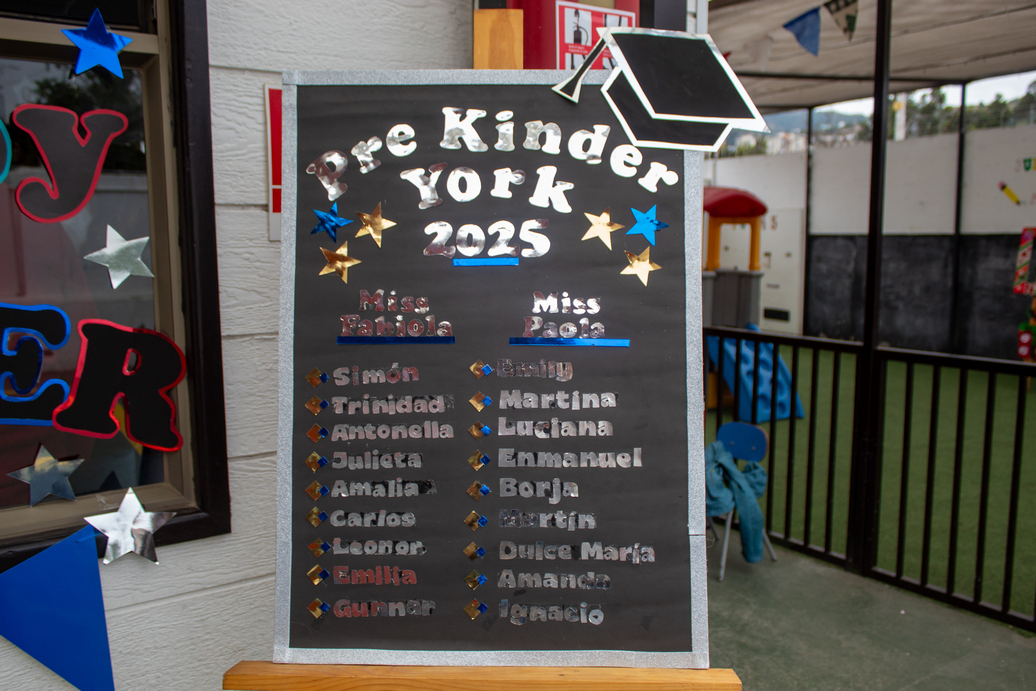 Pre Kinder
York
2025
Miss
Fabiola
Simón
Trinidad
Antonella
Julieta
Amalia
Carlos
Leonor
Emilia
Gunnar
Miss
Paola
Emily
Martina
Luciana
Enmanuel
Borja
Martín
Dulce María
Amanda
Ignacio
y
ER